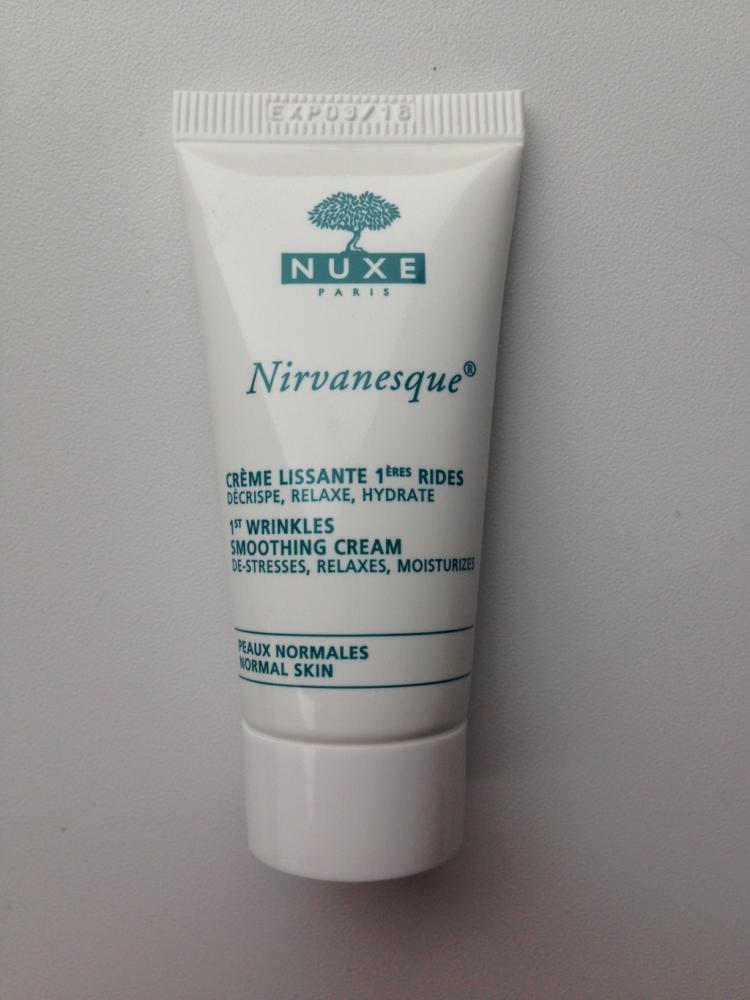 EXP03/16
NUXE
PARIS
Nirvanesque®
CRÈME LISSANTE 1ÈRES RIDES
DÉCRISPE, RELAXE, HYDRATE
1ST WRINKLES
SMOOTHING CREAM
DE-STRESSES, RELAXES, MOISTURIZES
PEAUX NORMALES
NORMAL SKIN